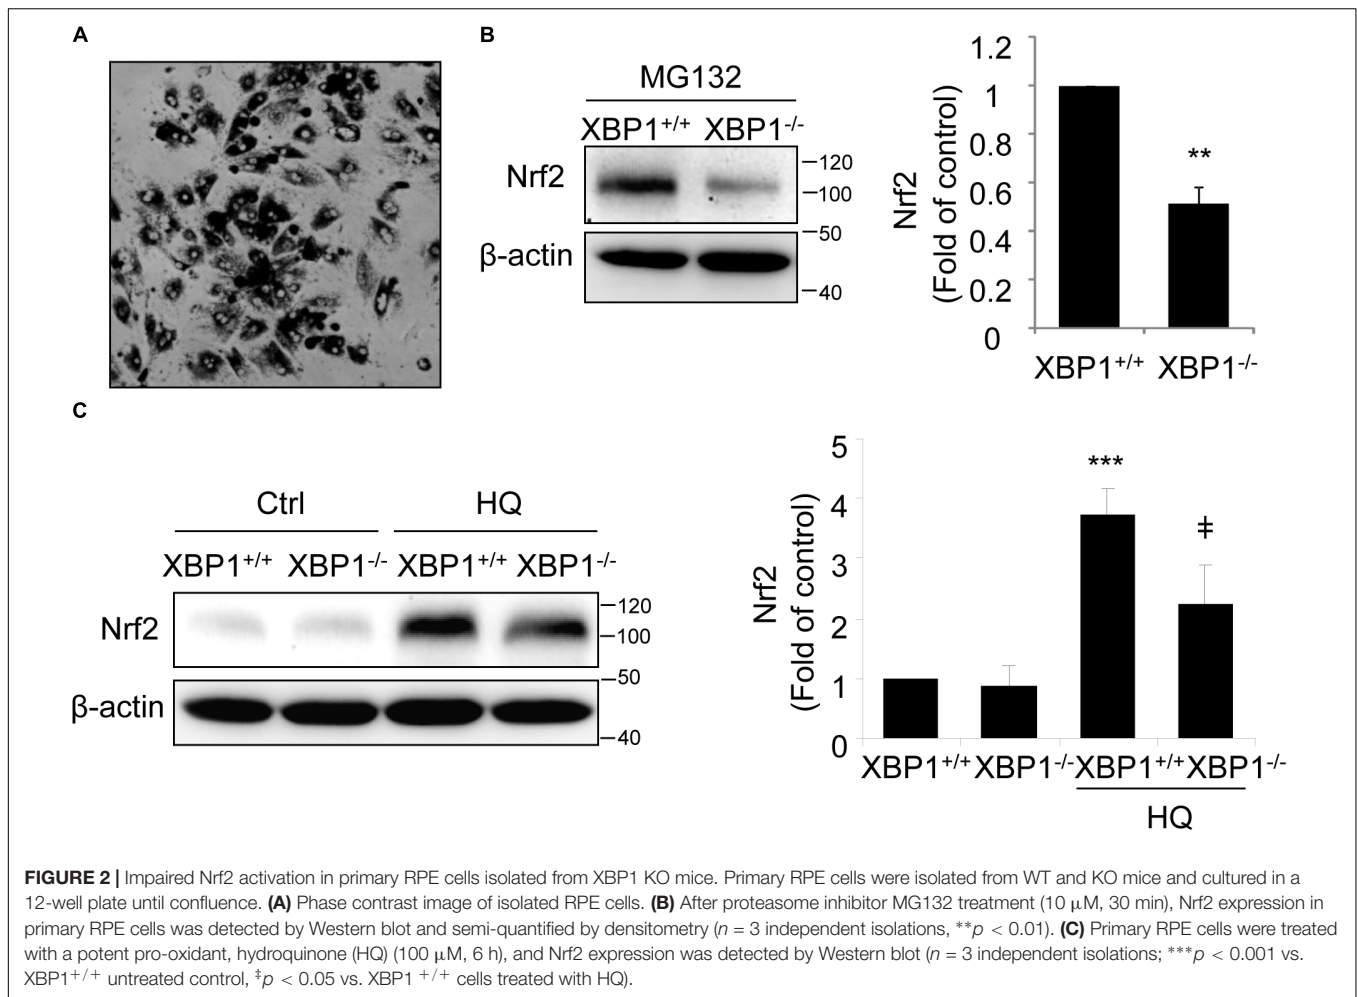 A
B
MG132
XBP1+/+ XBP1-/-
Nrf2
−120
−100
β-actin
−50
−40
1.2
1
0.8
0.6
0.4
0.2
0
Nrf2
(Fold of control)
**
XBP1+/+ XBP1-/-
C
Ctrl HQ
XBP1+/+ XBP1-/- XBP1+/+ XBP1-/-
Nrf2
−120
−100
β-actin
−50
−40
5
4
3
2
1
0
Nrf2
(Fold of control)
***
ǂ
XBP1+/+ XBP1-/- XBP1+/+ XBP1-/-
HQ
FIGURE 2 | Impaired Nrf2 activation in primary RPE cells isolated from XBP1 KO mice. Primary RPE cells were isolated from WT and KO mice and cultured in a
12-well plate until confluence. (A) Phase contrast image of isolated RPE cells. (B) After proteasome inhibitor MG132 treatment (10 μM, 30 min), Nrf2 expression in
primary RPE cells was detected by Western blot and semi-quantified by densitometry (n = 3 independent isolations, **p < 0.01). (C) Primary RPE cells were treated
with a potent pro-oxidant, hydroquinone (HQ) (100 μM, 6 h), and Nrf2 expression was detected by Western blot (n = 3 independent isolations; ***p < 0.001 vs.
XBP1+/+ untreated control, ‡p < 0.05 vs. XBP1 +/+ cells treated with HQ).